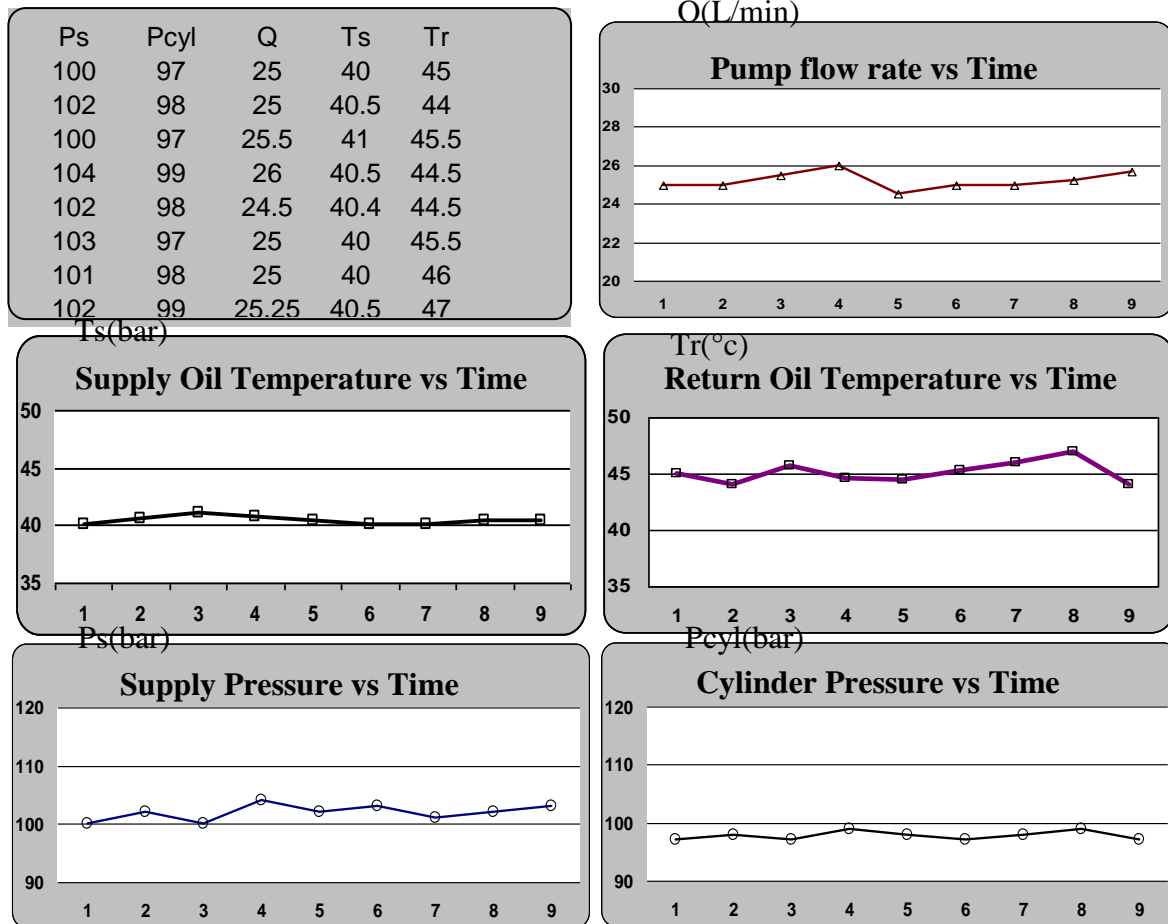 Ps Pcyl Q Ts Tr
100 97 25 40 45
102 98 25 40.5 44
100 97 25.5 41 45.5
104 99 26 40.5 44.5
102 98 24.5 40.4 44.5
103 97 25 40 45.5
101 98 25 40 46
102 99 25.25 40.5 47
Q(L/min)
Pump flow rate vs Time
30
28
26
24
22
20
1 2 3 4 5 6 7 8 9
Ts(bar)
Supply Oil Temperature vs Time
50
45
40
35
1 2 3 4 5 6 7 8 9
Tr(°c)
Return Oil Temperature vs Time
50
45
40
35
1 2 3 4 5 6 7 8 9
Ps(bar)
Supply Pressure vs Time
120
110
100
90
1 2 3 4 5 6 7 8 9
Pcyl(bar)
Cylinder Pressure vs Time
120
110
100
90
1 2 3 4 5 6 7 8 9